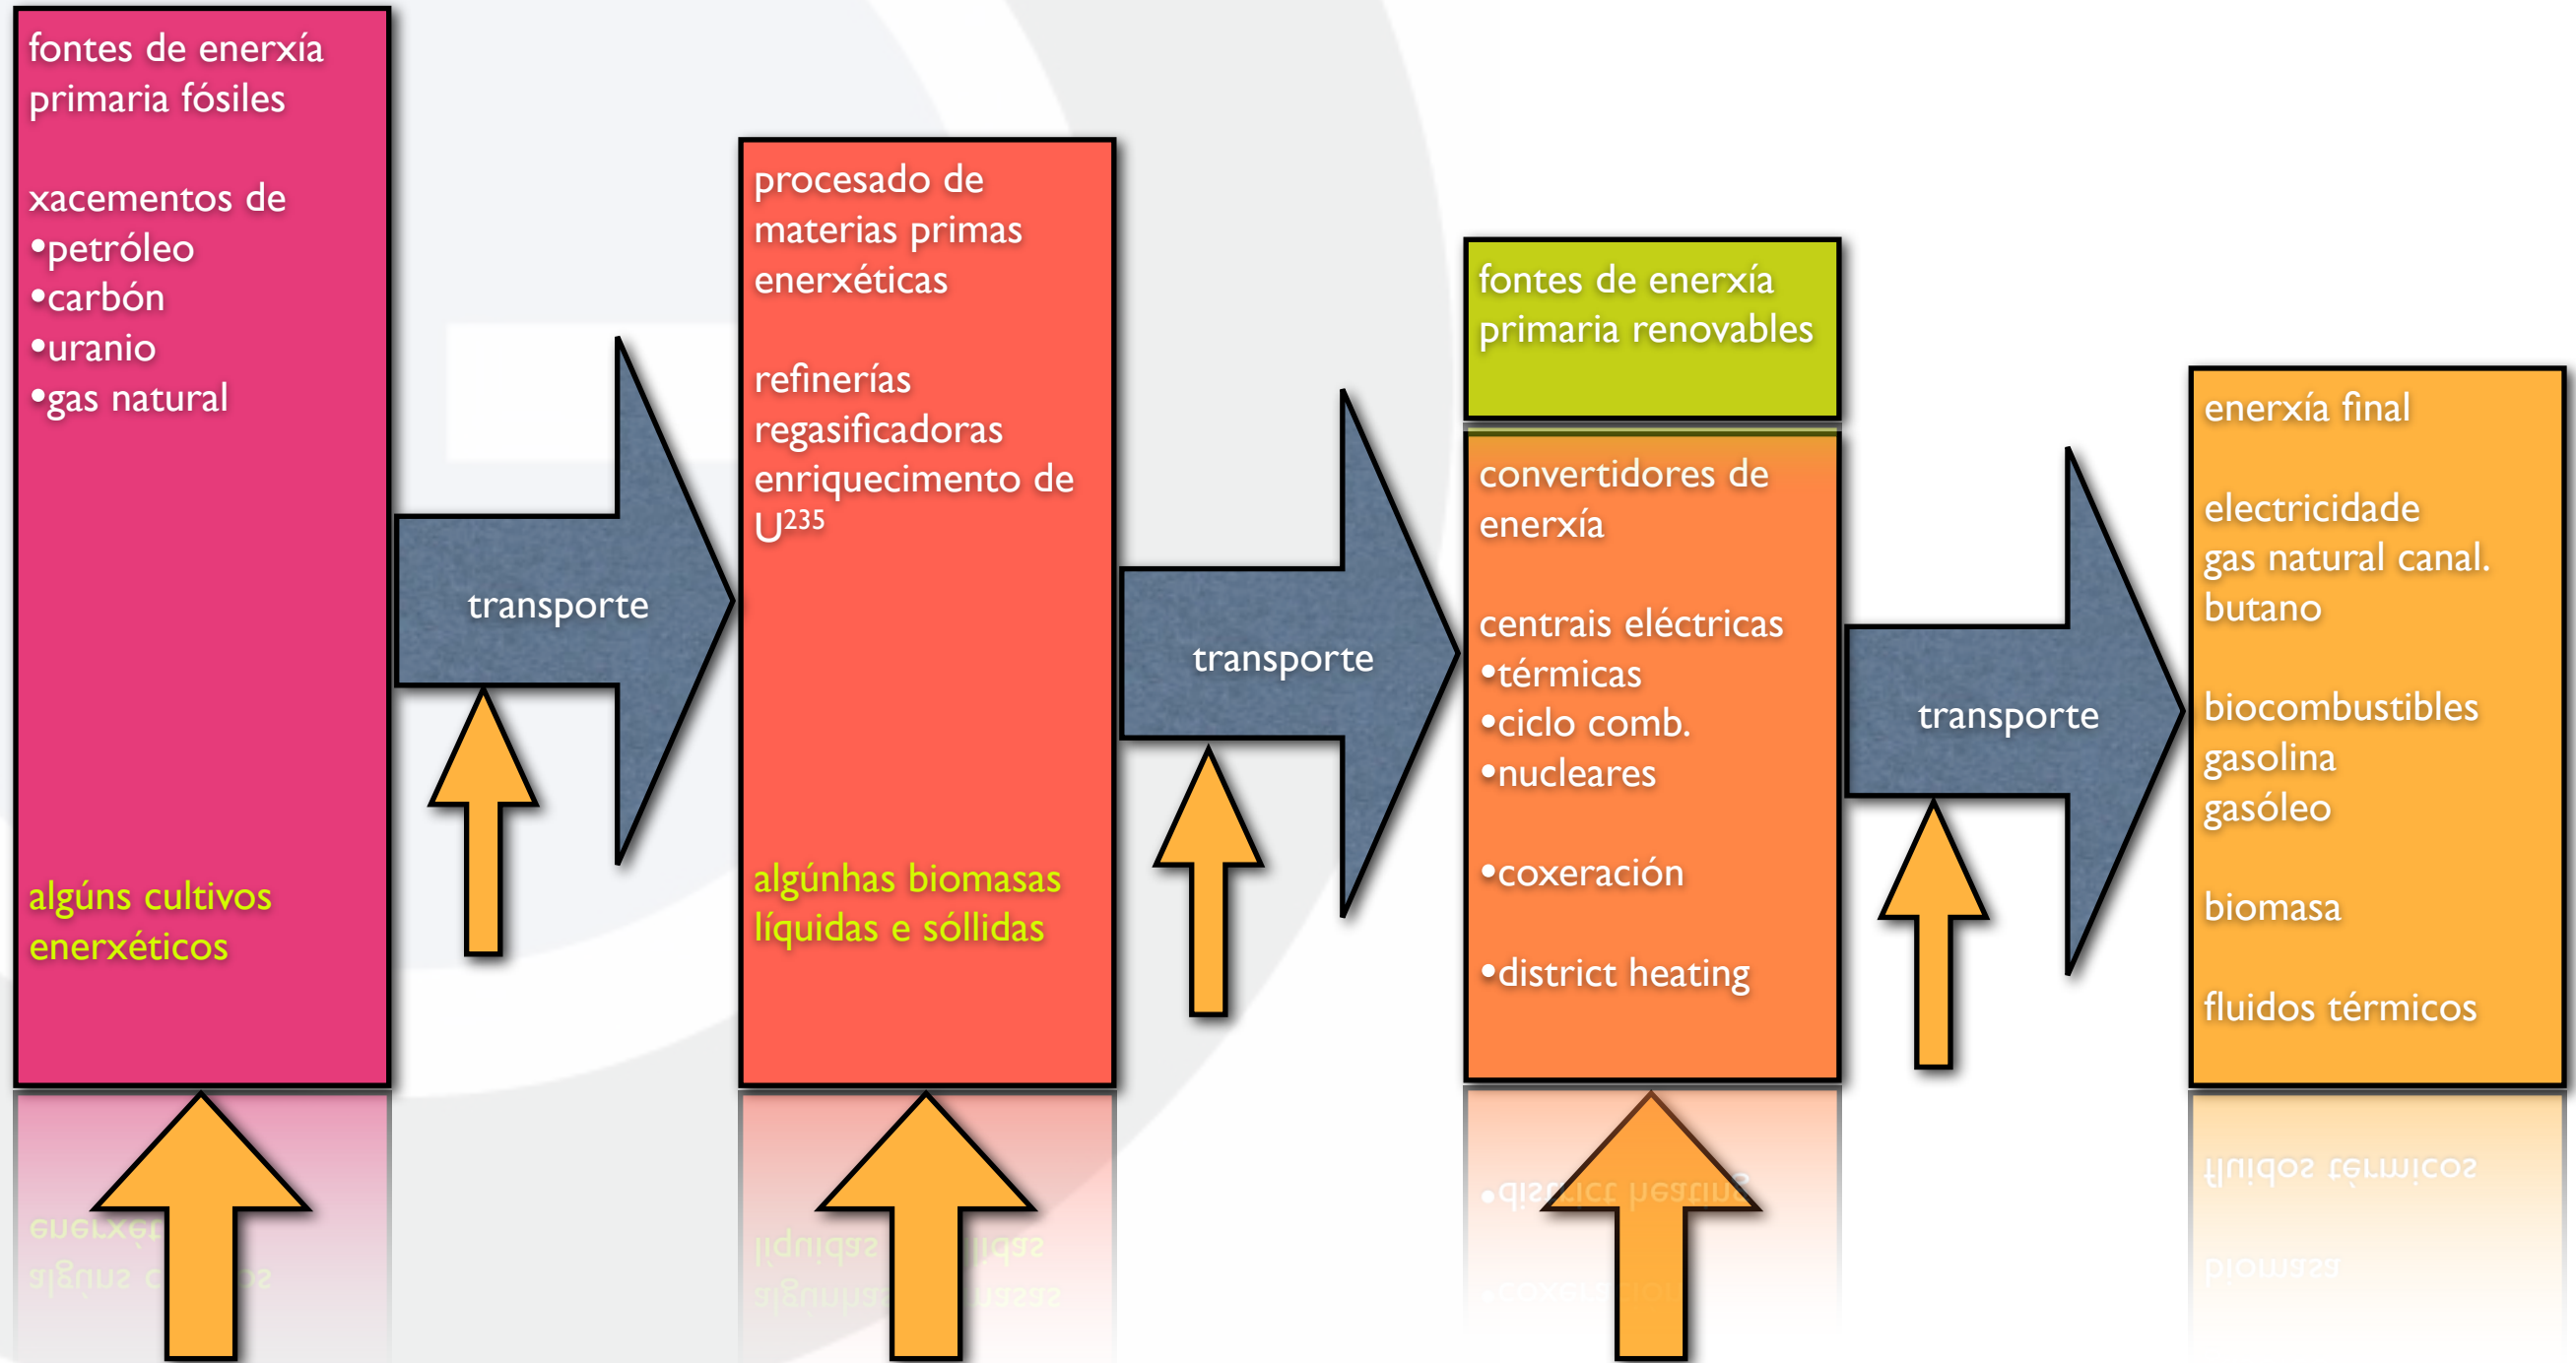 fontes de enerxía
primaria fósiles
xacementos de
•petróleo
•carbón
•uranio
•gas natural
algúns cultivos
enerxéticos
transporte
procesado de
materias primas
enerxéticas
refinerías
regasificadoras
enriquecimento de
U²³⁵
algúnhas biomasas
líquidas e sóllidas
transporte
fontes de enerxía
primaria renovables
convertidores de
enerxía
centrais eléctricas
•térmicas
•ciclo comb.
•nucleares
•coxeración
•district heating
transporte
enerxía final
electricidade
gas natural canal.
butano
biocombustibles
gasolina
gasóleo
biomasa
fluidos térmicos